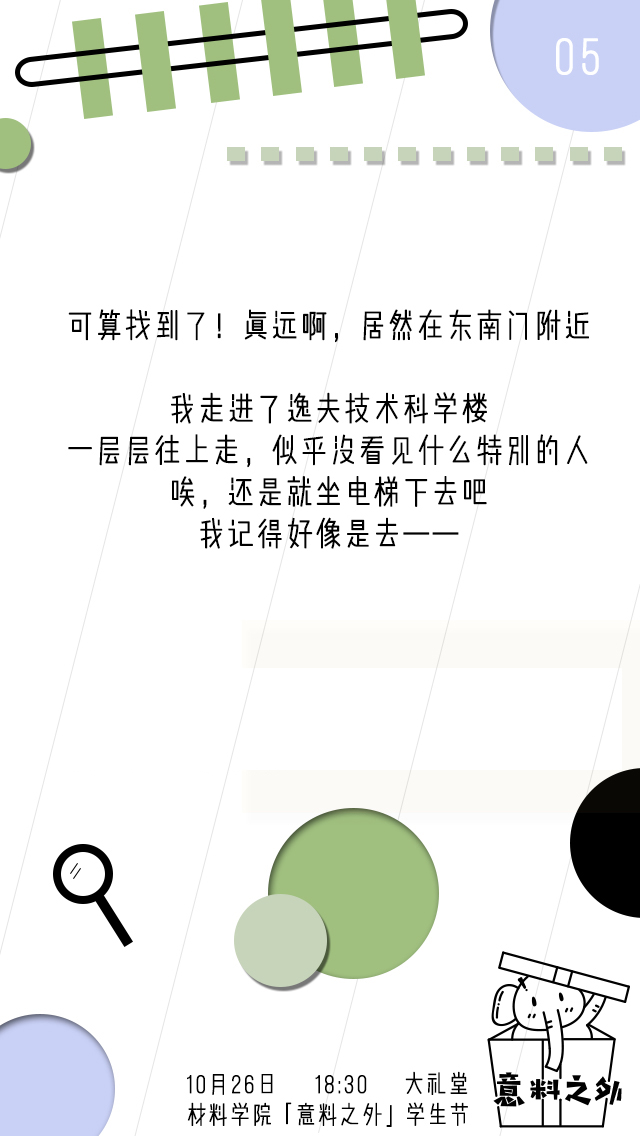 05
可算找到了！真远啊，居然在东南门附近
我走进了逸夫技术科学楼
一层层往上走，似乎没看见什么特别的人
唉，还是就坐电梯下去吧
我记得好像是去——
10月26日 18:30 大礼堂
材料学院「意料之外」学生节
意料之外